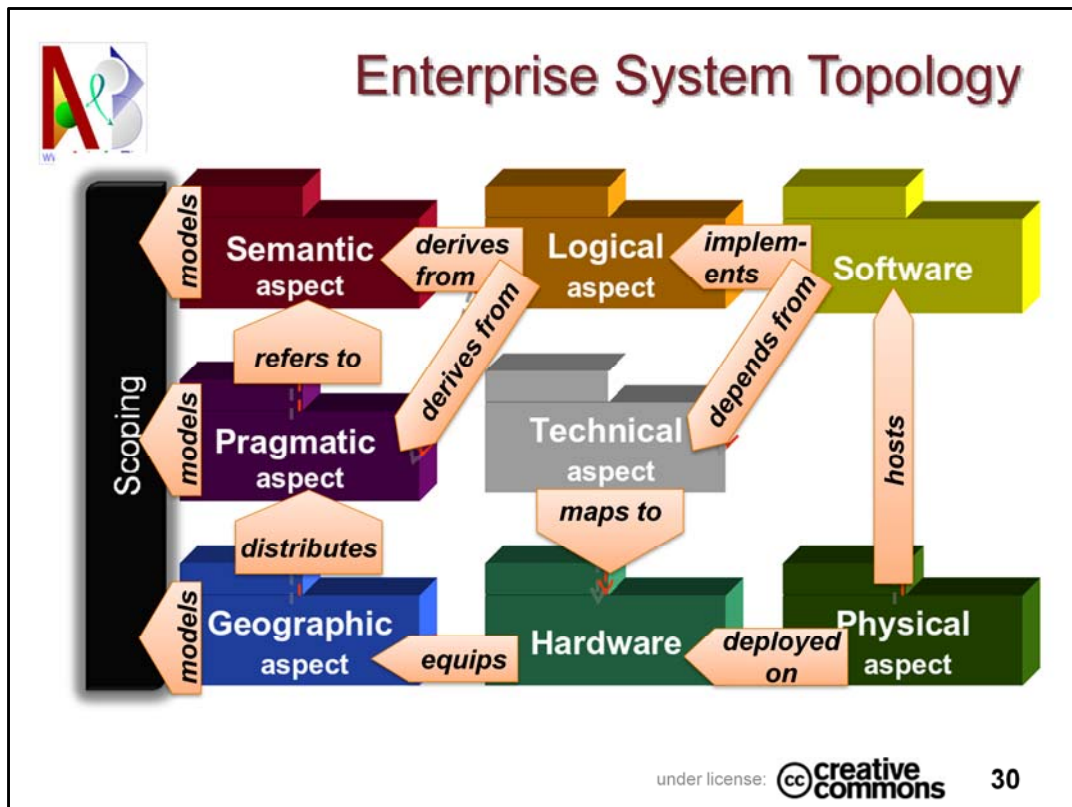 Enterprise System Topology
Scoping
models
Semantic
aspect
derives
from
Logical
aspect
implem-
ents
Software
refers to
derives from
depends from
models
Pragmatic
aspect
Technical
aspect
hosts
distributes
maps to
models
Geographic
aspect
equips
Hardware
deployed
on
Physical
aspect
under license:
cc
creative
commons
30